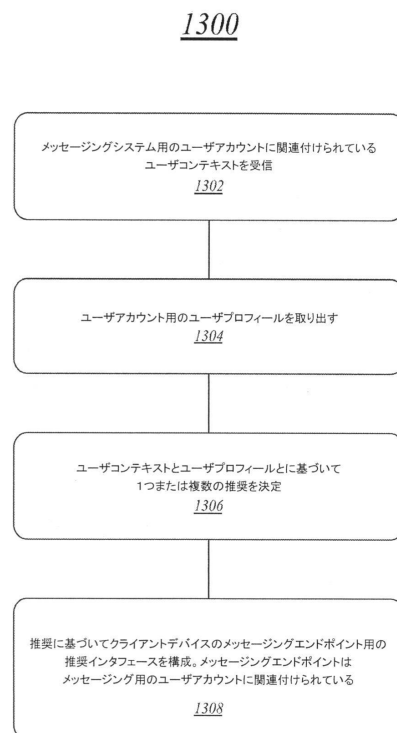 1300
メッセージングシステム用のユーザアカウントに関連付けられている
ユーザコンテキストを受信
1302
ユーザアカウント用のユーザプロフィールを取り出す
1304
ユーザコンテキストとユーザプロフィールとに基づいて
1つまたは複数の推奨を決定
1306
推奨に基づいてクライアントデバイスのメッセージングエンドポイント用の
推奨インタフェースを構成。メッセージングエンドポイントは
メッセージング用のユーザアカウントに関連付けられている
1308